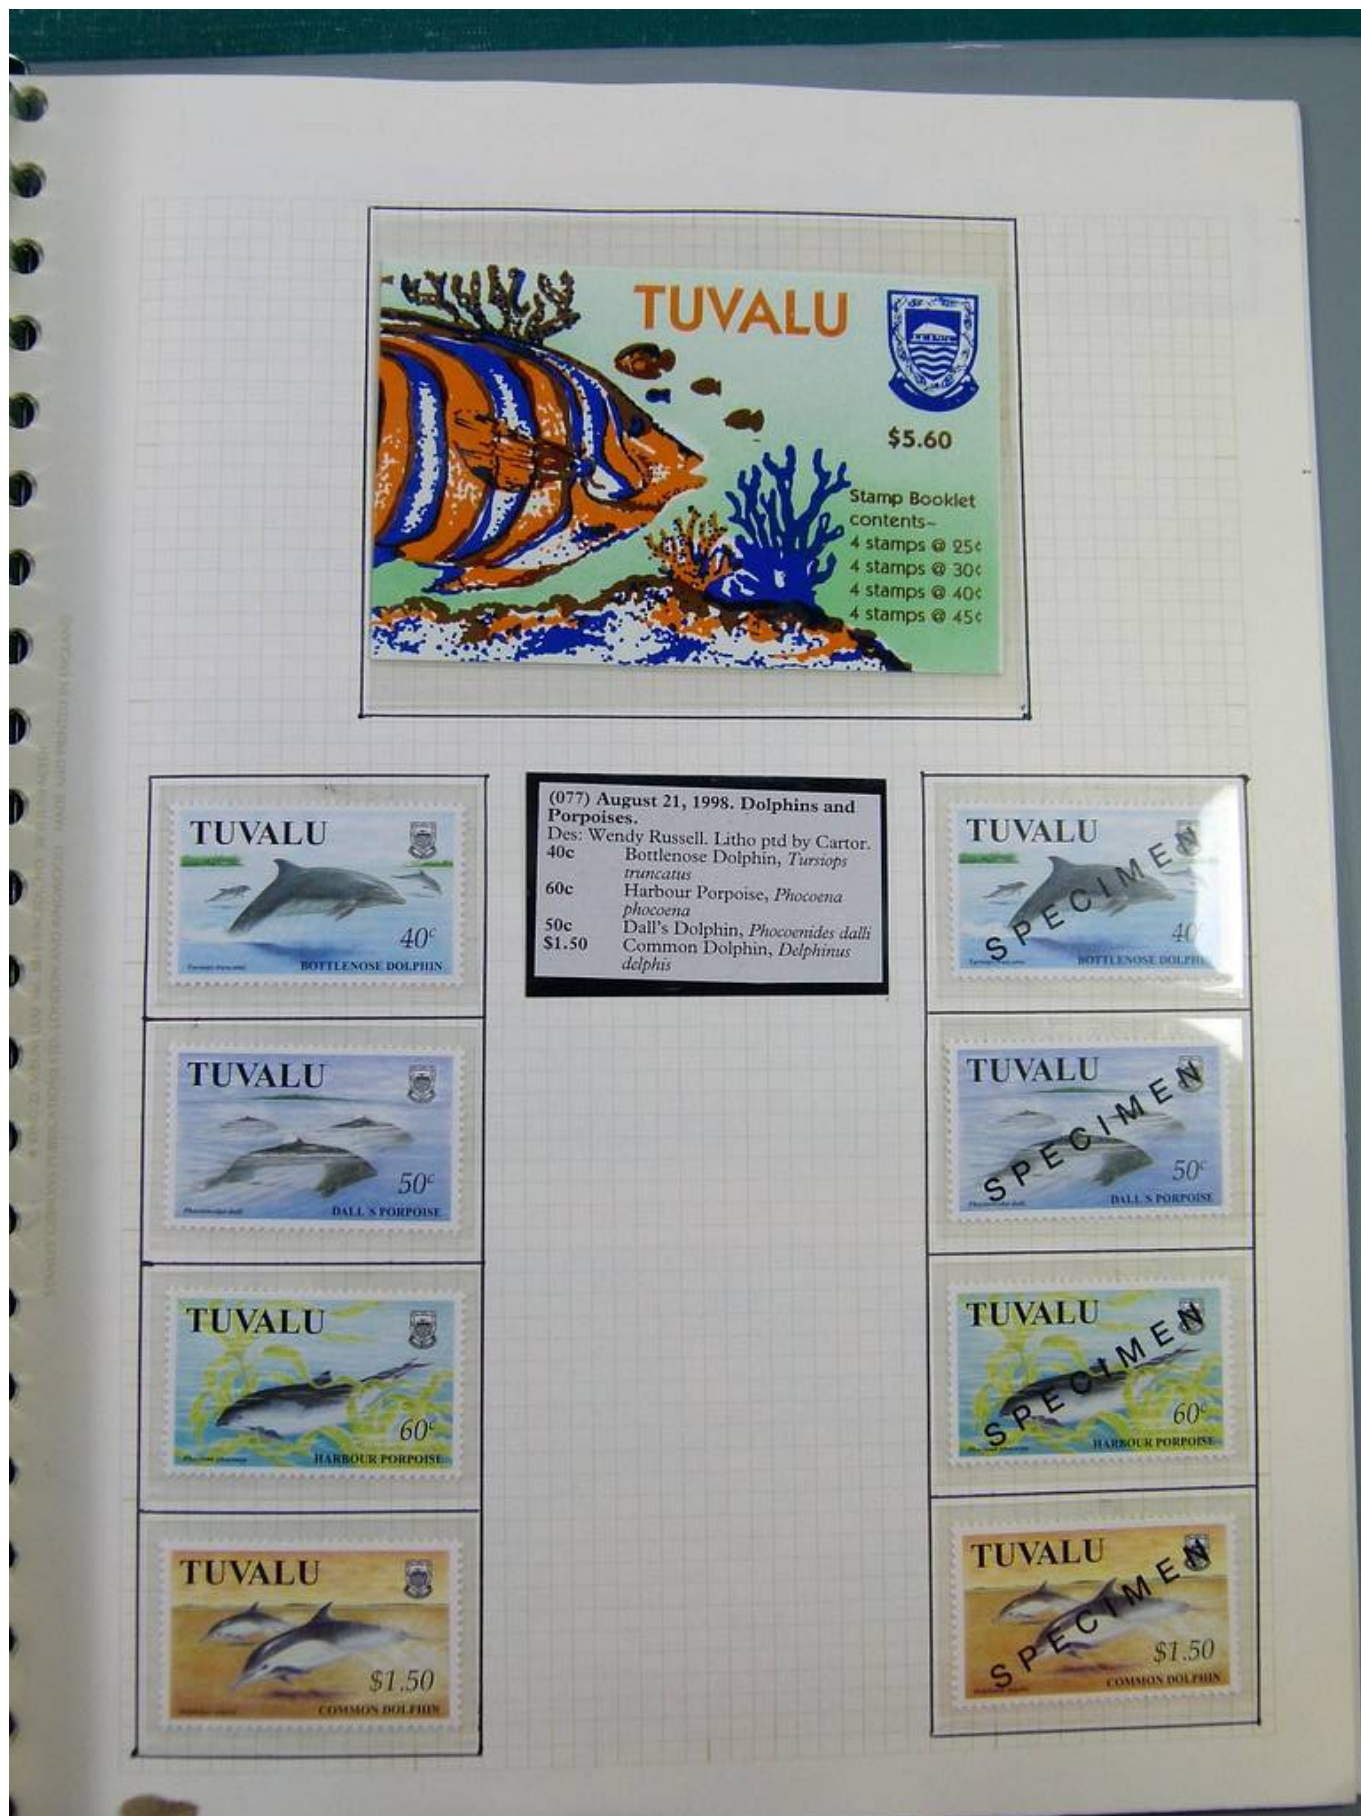 TUVALU
$5.60
Stamp Booklet
contents~
4 stamps @ 25¢
4 stamps @ 30¢
4 stamps @ 40¢
4 stamps @ 45¢
TUVALU
40c
BOTTLENOSE DOLPHIN
TUVALU
50c
DALL'S PORPOISE
TUVALU
60c
HARBOUR PORPOISE
TUVALU
$1.50
COMMON DOLPHIN
(077) August 21, 1998. Dolphins and
Porpoises.
Des: Wendy Russell. Litho ptd by Cartor.
40c Bottlenose Dolphin, Tursiops
truncatus
60c Harbour Porpoise, Phocoena
phocoena
50c Dall's Dolphin, Phocoenides dalli
$1.50 Common Dolphin, Delphinus
delphis
TUVALU
SPECIMEN
40c
BOTTLENOSE DOLPHIN
TUVALU
SPECIMEN
50c
DALL'S PORPOISE
TUVALU
SPECIMEN
60c
HARBOUR PORPOISE
TUVALU
SPECIMEN
$1.50
COMMON DOLPHIN